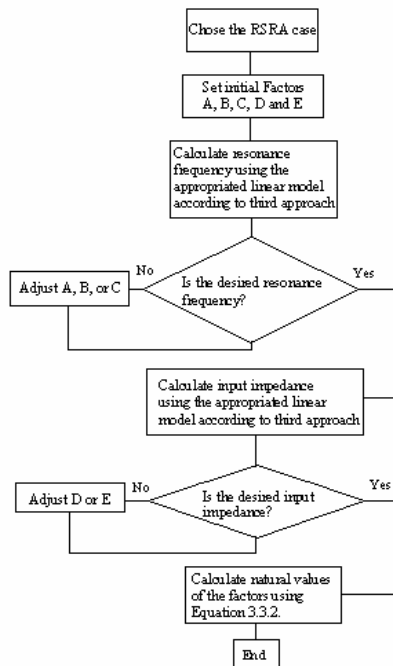 Chose the RSRA case
Set initial Factors
A, B, C, D and E
Calculate resonance
frequency using the
appropriated linear model
according to third approach
No
Yes
Is the desired resonance
frequency?
Adjust A, B, or C
Calculate input impedance
using the appropriated linear
model according to third approach
No
Yes
Is the desired input
impedance?
Adjust D or E
Calculate natural values
of the factors using
Equation 3.3.2.
End